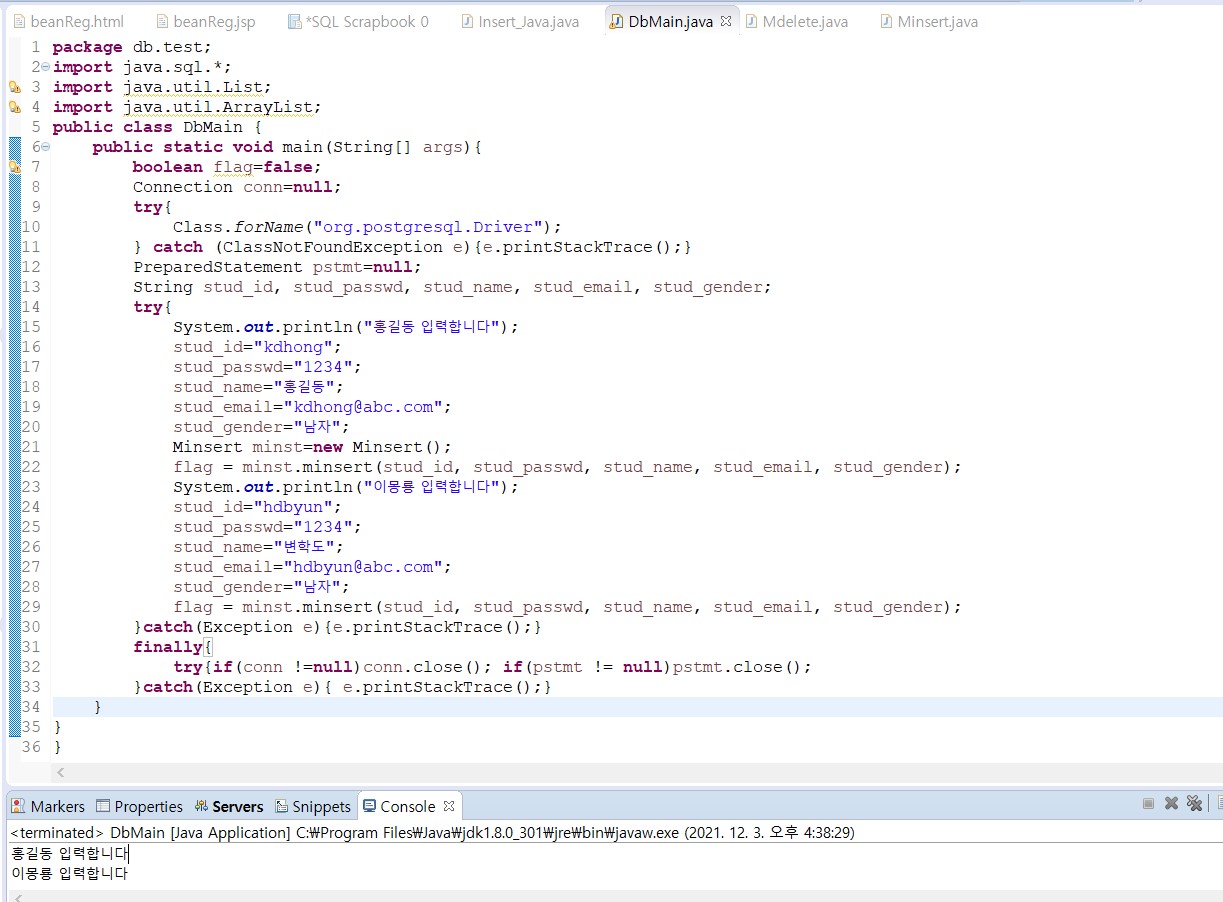 beanReg.html beanReg.jsp *SQL Scrapbook 0 Insert_Java.java DbMain.java Mdelete.java Minsert.java
1 package db.test;
2 import java.sql.*;
3 import java.util.List;
4 import java.util.ArrayList;
5 public class DbMain {
6 public static void main(String[] args){
7 boolean flag=false;
8 Connection conn=null;
9 try{
10 Class.forName("org.postgresql.Driver");
11 } catch (ClassNotFoundException e){e.printStackTrace();}
12 PreparedStatement pstmt=null;
13 String stud_id, stud_passwd, stud_name, stud_email, stud_gender;
14 try{
15 System.out.println("홍길동 입력합니다");
16 stud_id="kdhong";
17 stud_passwd="1234";
18 stud_name="홍길동";
19 stud_email="kdhong@abc.com";
20 stud_gender="남자";
21 Minsert minst=new Minsert();
22 flag = minst.minsert(stud_id, stud_passwd, stud_name, stud_email, stud_gender);
23 System.out.println("이몽룡 입력합니다");
24 stud_id="hdbyun";
25 stud_passwd="1234";
26 stud_name="변학도";
27 stud_email="hdbyun@abc.com";
28 stud_gender="남자";
29 flag = minst.minsert(stud_id, stud_passwd, stud_name, stud_email, stud_gender);
30 }catch(Exception e){e.printStackTrace();}
31 finally{
32 try{if(conn !=null)conn.close(); if(pstmt != null)pstmt.close();
33 }catch(Exception e){ e.printStackTrace();}
34 }
35 }
36 }
Markers Properties Servers Snippets Console
<terminated> DbMain [Java Application] C:₩Program Files₩Java₩jdk1.8.0_301₩jre₩bin₩javaw.exe (2021. 12. 3. 오후 4:38:29)
홍길동 입력합니다
이몽룡 입력합니다